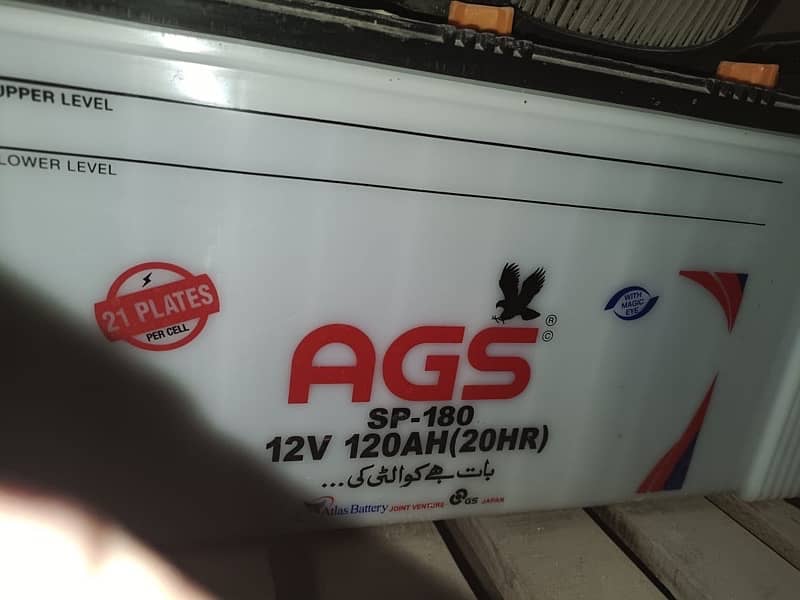 UPPER LEVEL
LOWER LEVEL
21 PLATES
PER CELL
WITH
MAGIC
EYE
AGS ®
©
SP-180
12V 120AH(20HR)
بات ہے کوالٹی کی...
Atlas Battery JOINT VENTURE GS JAPAN